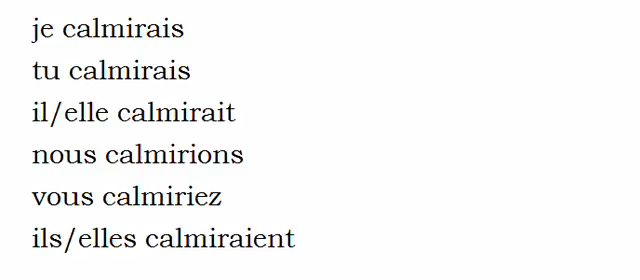 je calmirais
tu calmirais
il/elle calmirait
nous calmirions
vous calmiriez
ils/elles calmiraient